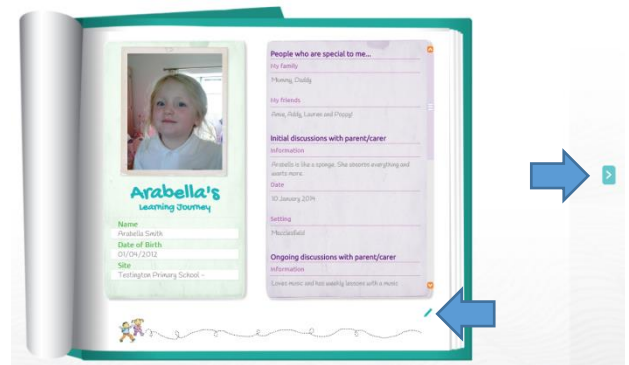 Arabella's
Learning Journey
Name
Arabella Smith
Date of Birth
01/04/2012
Site
Testington Primary School -
People who are special to me...
My family
Mummy, Daddy
My friends
Amie, Addy, Lauren and Poppy!
Initial discussions with parent/carer
Information
Arabella is like a sponge. She absorbs everything and
wants more.
Date
10 January 2014
Setting
Macclesfield
Ongoing discussions with parent/carer
Information
Loves music and has weekly lessons with a music